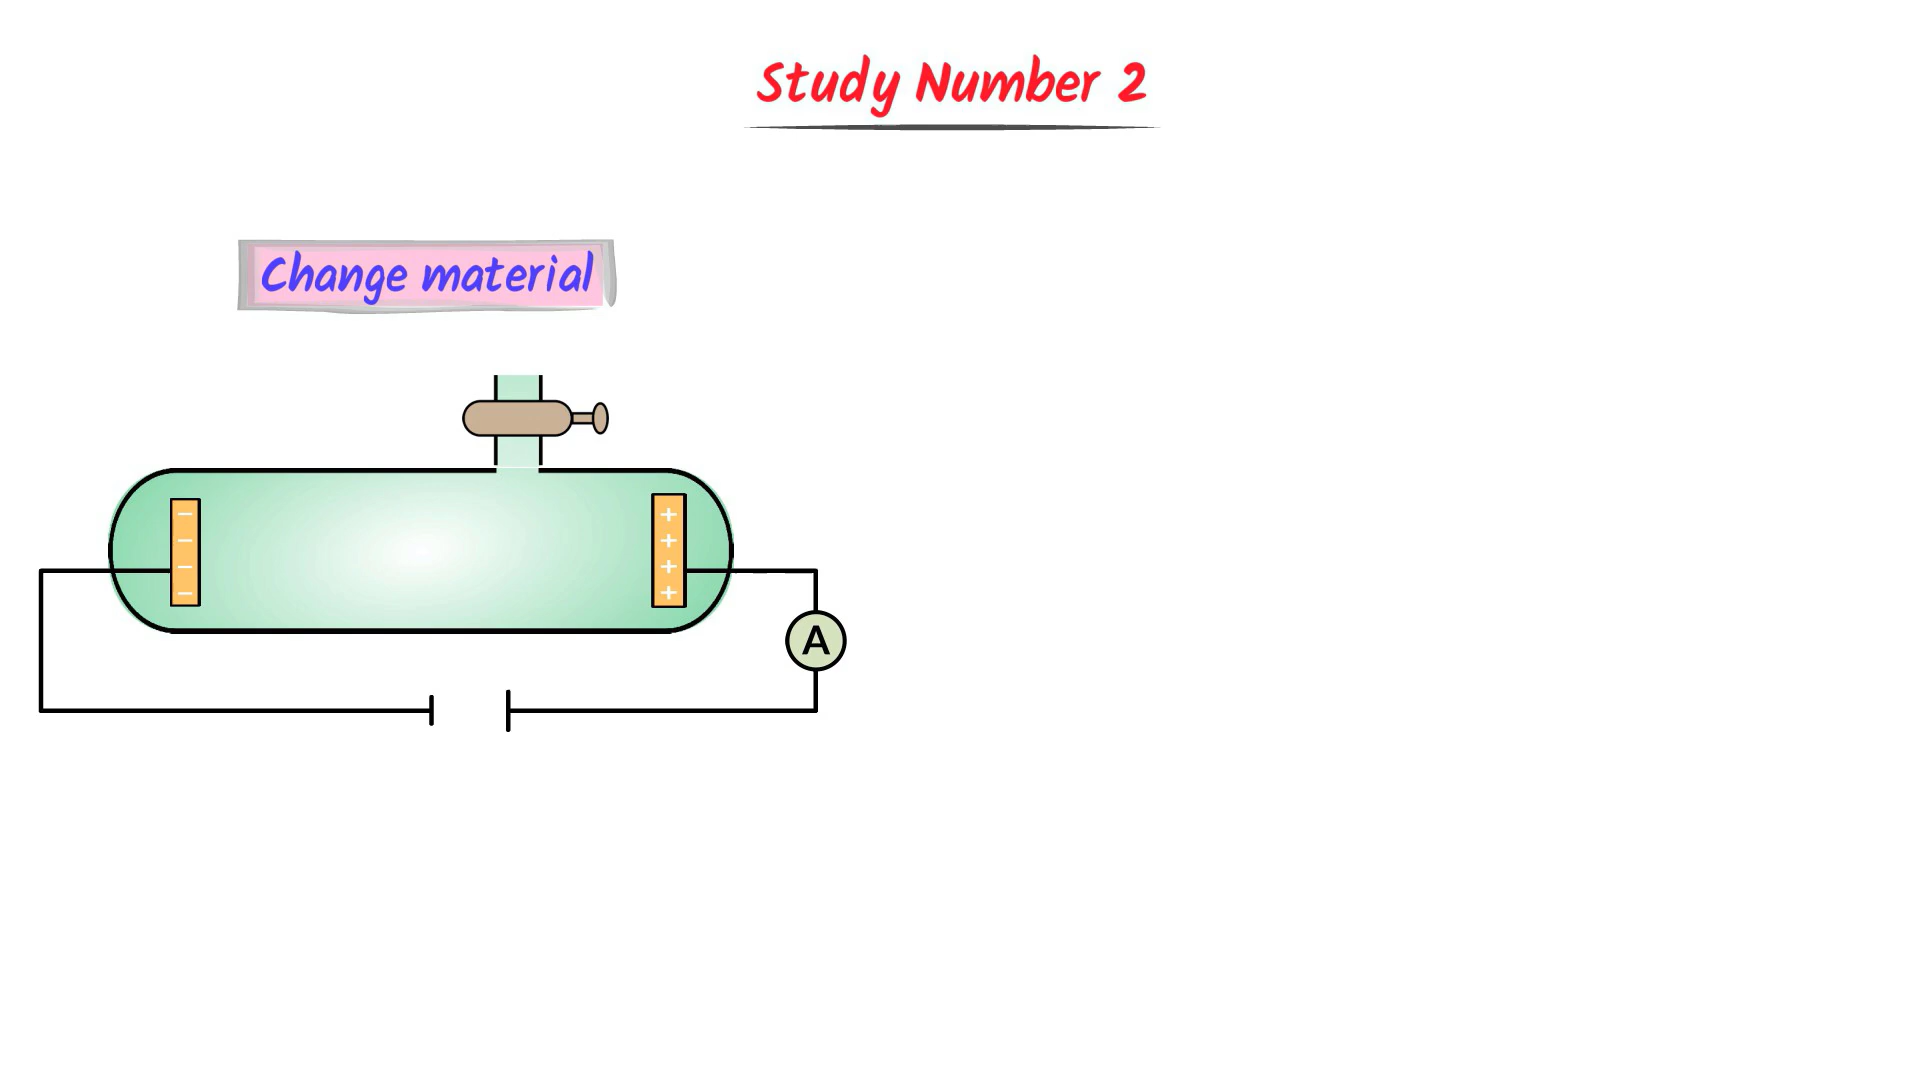 Study Number 2
Change material
− +
− +
− +
− +
A